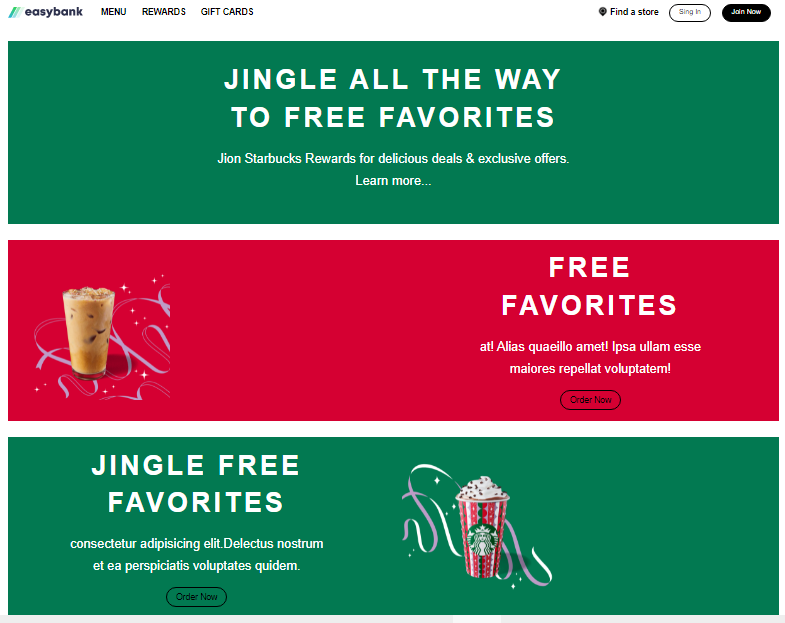 easybank
MENU REWARDS GIFT CARDS
Find a store Sing In Join Now
JINGLE ALL THE WAY
TO FREE FAVORITES
Jion Starbucks Rewards for delicious deals & exclusive offers.
Learn more...
FREE
FAVORITES
at! Alias quaeillo amet! Ipsa ullam esse
maiores repellat voluptatem!
Order Now
JINGLE FREE
FAVORITES
consectetur adipisicing elit.Delectus nostrum
et ea perspiciatis voluptates quidem.
Order Now